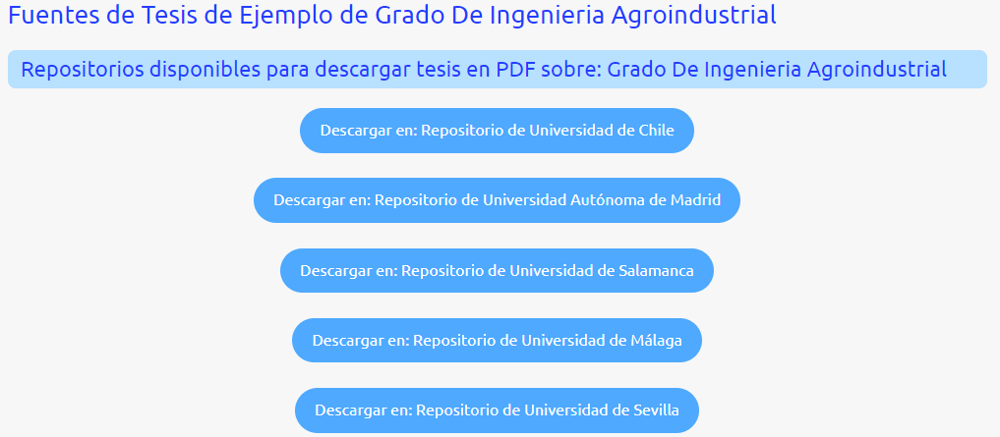 Fuentes de Tesis de Ejemplo de Grado De Ingenieria Agroindustrial
Repositorios disponibles para descargar tesis en PDF sobre: Grado De Ingenieria Agroindustrial
Descargar en: Repositorio de Universidad de Chile
Descargar en: Repositorio de Universidad Autónoma de Madrid
Descargar en: Repositorio de Universidad de Salamanca
Descargar en: Repositorio de Universidad de Málaga
Descargar en: Repositorio de Universidad de Sevilla